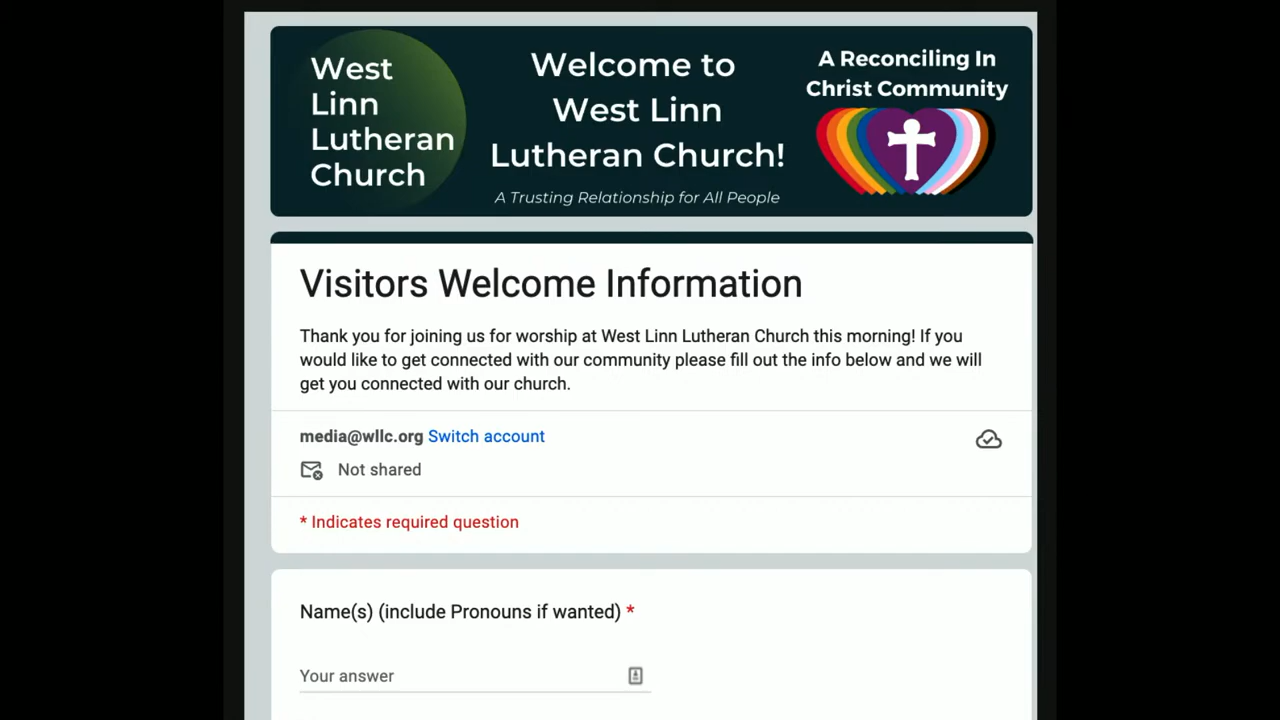 West
Linn
Lutheran
Church
Welcome to
West Linn
Lutheran Church!
A Trusting Relationship for All People
A Reconciling In
Christ Community
Visitors Welcome Information
Thank you for joining us for worship at West Linn Lutheran Church this morning! If you
would like to get connected with our community please fill out the info below and we will
get you connected with our church.
media@wllc.org Switch account
Not shared
* Indicates required question
Name(s) (include Pronouns if wanted) *
Your answer